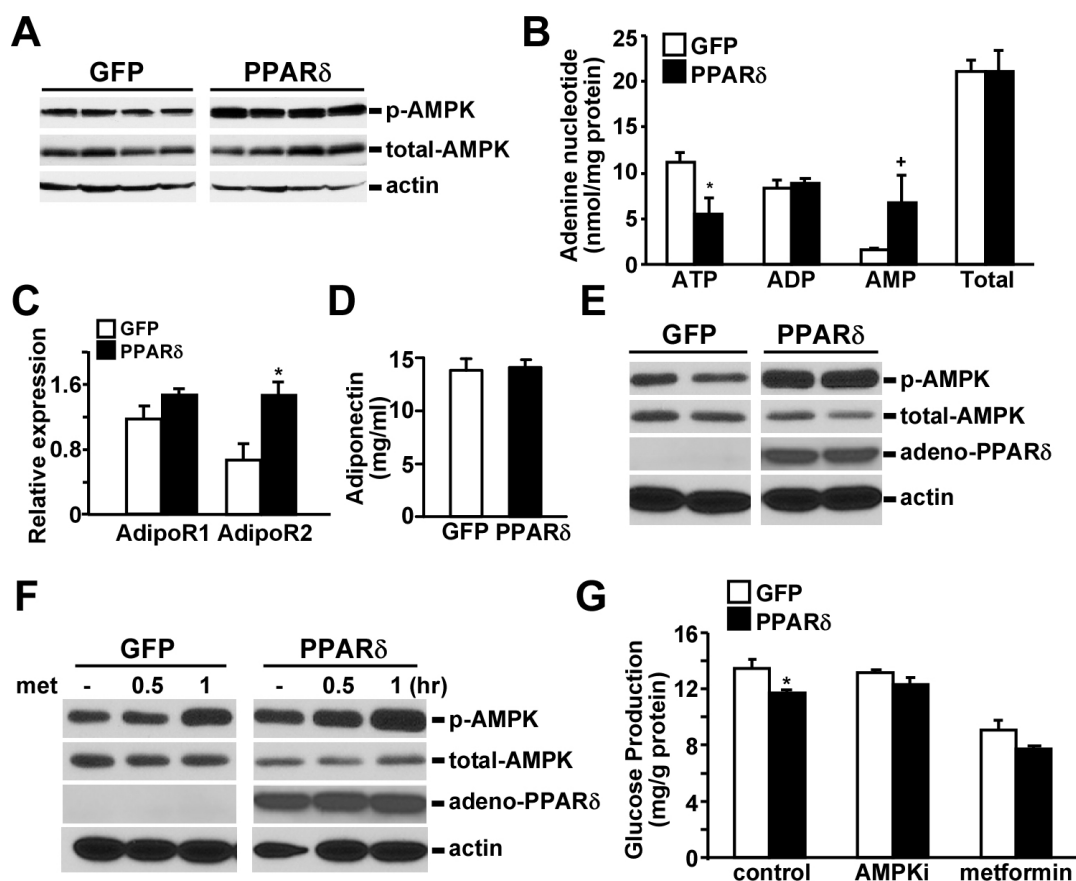 A
GFP PPARδ
p-AMPK
total-AMPK
actin
B
Adenine nucleotide
(nmol/mg protein)
25
20
15
10
5
0
GFP
PPARδ
*
+
ATP ADP AMP Total
C
Relative expression
1.6
0.8
0
GFP
PPARδ
*
AdipoR1 AdipoR2
D
Adiponectin
(mg/ml)
15
10
5
0
GFP PPARδ
E
GFP PPARδ
p-AMPK
total-AMPK
adeno-PPARδ
actin
F
GFP PPARδ
met - 0.5 1 - 0.5 1 (hr)
p-AMPK
total-AMPK
adeno-PPARδ
actin
G
Glucose Production
(mg/g protein)
16
12
8
4
0
GFP
PPARδ
*
control AMPKi metformin